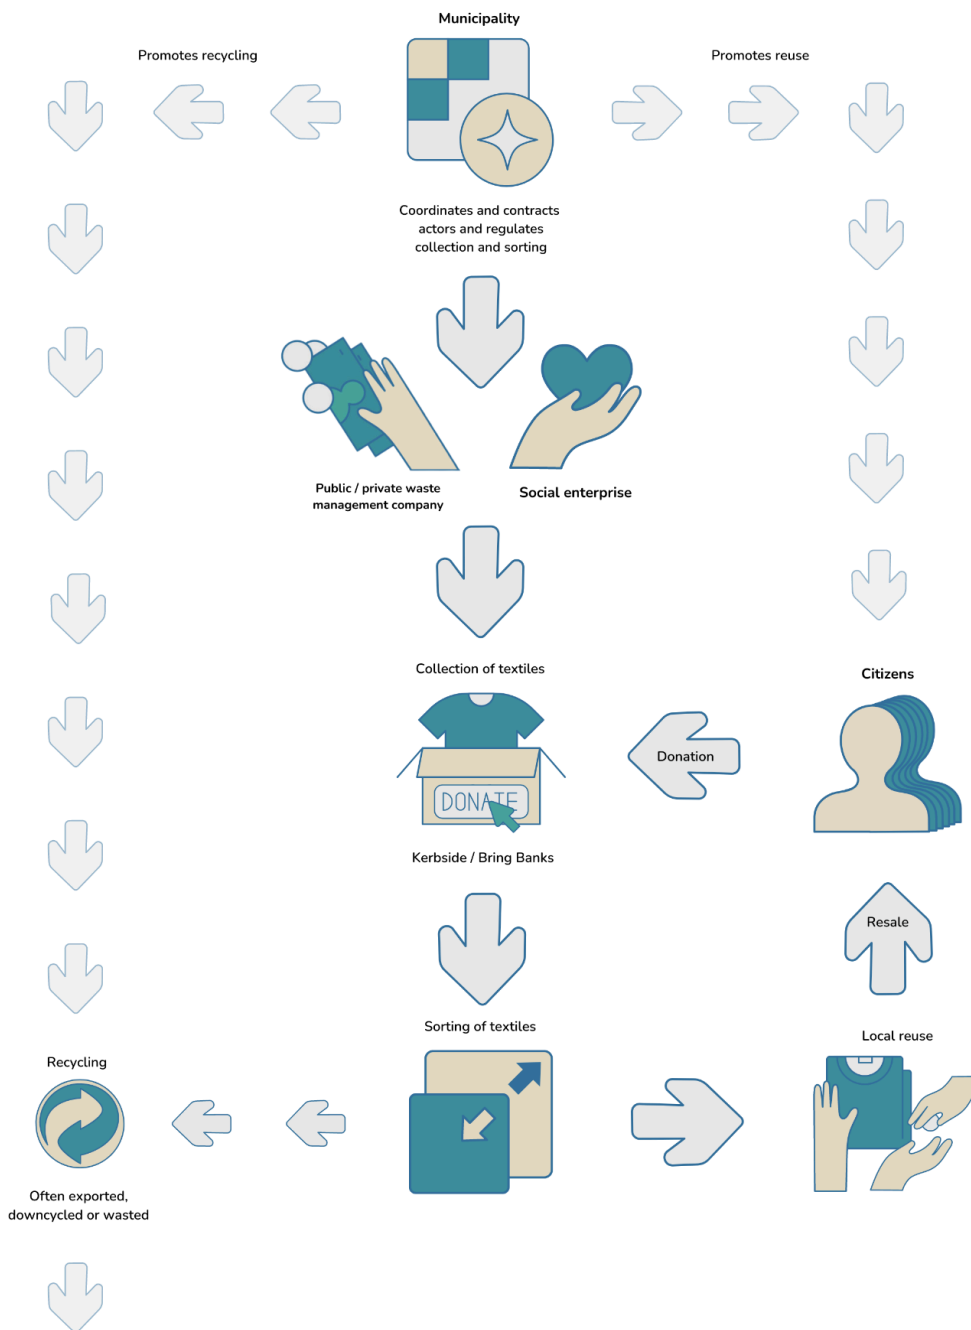 Municipality
Promotes recycling
Promotes reuse
Coordinates and contracts
actors and regulates
collection and sorting
Public / private waste
management company
Social enterprise
Collection of textiles
Citizens
Donation
DONATE
Kerbside / Bring Banks
Resale
Sorting of textiles
Local reuse
Recycling
Often exported,
downcycled or wasted